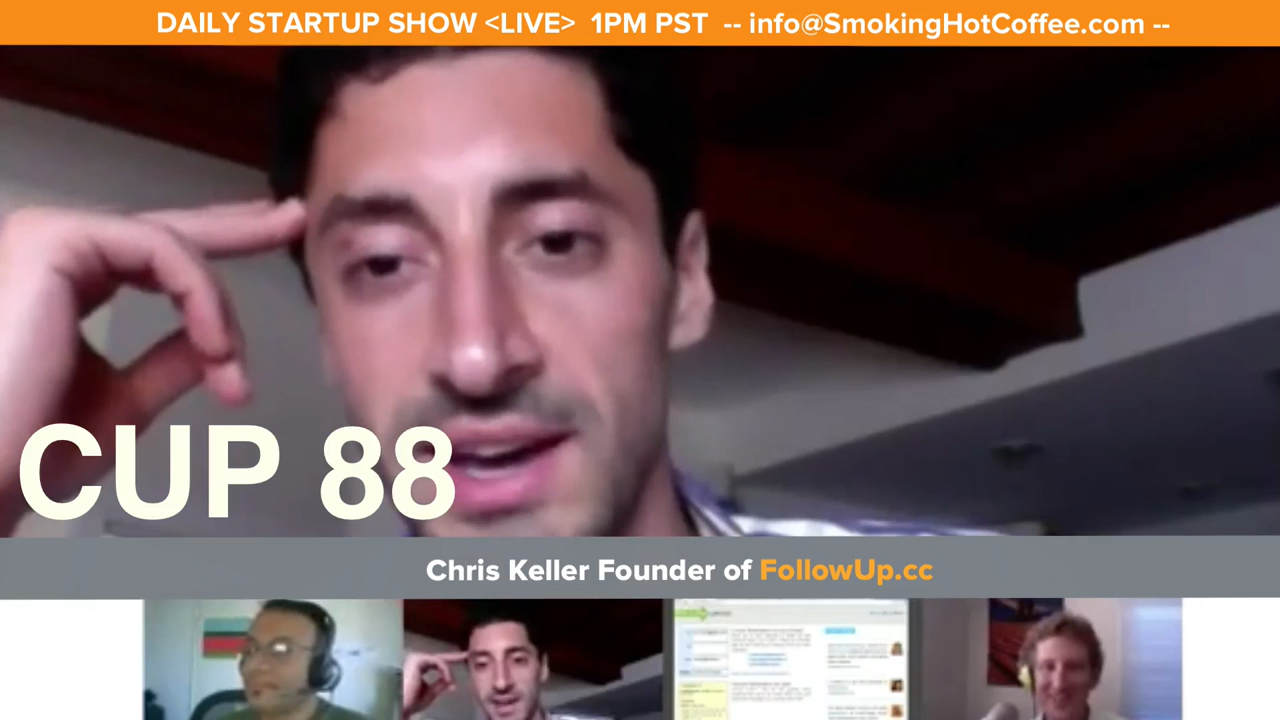 DAILY STARTUP SHOW <LIVE> 1PM PST -- info@SmokingHotCoffee.com --
CUP 88
Chris Keller Founder of FollowUp.cc